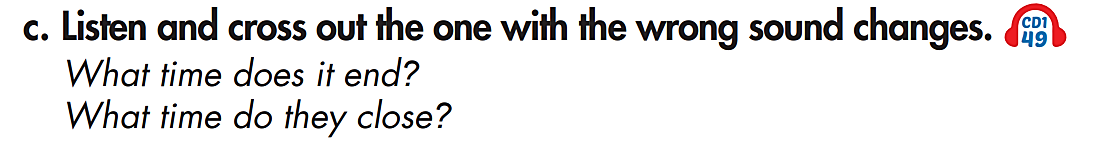 c. Listen and cross out the one with the wrong sound changes. CD1 49
What time does it end?
What time do they close?